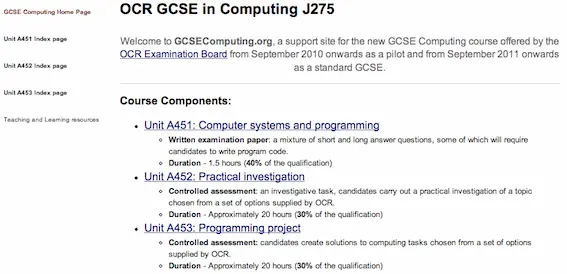 GCSE Computing Home Page
Unit A451 Index page
Unit A452 Index page
Unit A453 Index page
Teaching and Learning resources
OCR GCSE in Computing J275
Welcome to GCSEComputing.org, a support site for the new GCSE Computing course offered by the
OCR Examination Board from September 2010 onwards as a pilot and from September 2011 onwards
as a standard GCSE.
Course Components:
• Unit A451: Computer systems and programming
Written examination paper: a mixture of short and long answer questions, some of which will require
candidates to write program code.
Duration - 1.5 hours (40% of the qualification)
• Unit A452: Practical investigation
Controlled assessment: an investigative task, candidates carry out a practical investigation of a topic
chosen from a set of options supplied by OCR.
Duration - Approximately 20 hours (30% of the qualification)
• Unit A453: Programming project
Controlled assessment: candidates create solutions to computing tasks chosen from a set of options
supplied by OCR.
Duration - Approximately 20 hours (30% of the qualification)